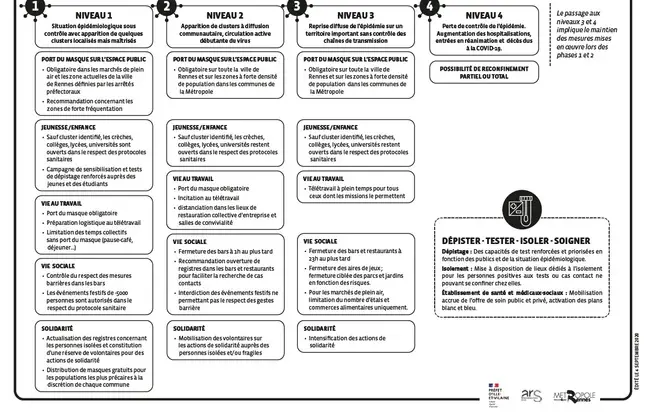 1
NIVEAU 1
Situation épidémiologique sous
contrôle avec apparition de quelques
clusters localisés mais maîtrisés
PORT DU MASQUE SUR L'ESPACE PUBLIC
• Obligatoire dans les marchés de plein
air et les zone actuelles de la ville
de Rennes définies par les arrêtés
préfectoraux
• Recommandation concernant les
zones de forte fréquentation
JEUNESSE/ENFANCE
• Sauf cluster identifié, les crèches,
collèges, lycées, universités sont
ouverts dans le respect des protocoles
sanitaires
• Campagne de sensibilisation et tests
de dépistage renforcés auprès des
jeunes et des étudiants
VIE AU TRAVAIL
• Port du masque obligatoire
• Préparation logistique au télétravail
• Limitation des temps collectifs
sans port du masque (pause-café,
déjeuner...)
VIE SOCIALE
• Contrôle du respect des mesures
barrières dans les bars
• Les événements festifs de -5000
personnes sont autorisés dans le
respect du protocole sanitaire
SOLIDARITÉ
• Actualisation des registres concernant
les personnes isolées et constitution
d'une réserve de volontaires pour des
actions de solidarité
• Distribution de masques gratuits pour
les populations les plus précaires à la
discrétion de chaque commune
2
NIVEAU 2
Apparition de clusters à diffusion
communautaire, circulation active
débutante du virus
PORT DU MASQUE SUR L'ESPACE PUBLIC
• Obligatoire sur toute la ville de
Rennes et sur les zones à forte densité
de population dans les communes de
la Métropole
JEUNESSE/ENFANCE
• Sauf cluster identifié, les crèches,
collèges, lycées, universités restent
ouverts dans le respect des protocoles
sanitaires
VIE AU TRAVAIL
• Port du masque obligatoire
• Incitation au télétravail
• distanciation dans les lieux de
restauration collective d'entreprise et
salles de convivialité
VIE SOCIALE
• Fermeture des bars à 1h au plus tard
• Recommandation ouverture de
registres dans les bars et restaurants
pour faciliter la recherche de cas
contacts
• Interdiction des événements festifs ne
permettant pas le respect des gestes
barrière
SOLIDARITÉ
• Mobilisation des volontaires sur
les actions de solidarité auprès des
personnes isolées et/ou fragiles
3
NIVEAU 3
Reprise diffuse de l'épidémie sur un
territoire important sans contrôle des
chaînes de transmission
PORT DU MASQUE SUR L'ESPACE PUBLIC
• Obligatoire sur toute la ville de
Rennes et sur les zones à forte densité
de population dans les communes de
la Métropole
JEUNESSE/ENFANCE
• Sauf cluster identifié, les crèches,
collèges, lycées, universités restent
ouverts dans le respect des protocoles
sanitaires
VIE AU TRAVAIL
• Télétravail à plein temps pour tous
ceux dont les missions le permettent
VIE SOCIALE
• Fermeture des bars et restaurants à
23h au plus tard
• Fermeture des aires de jeux;
fermeture ciblée des parcs et jardins
en fonction des risques.
• Pour les marchés de plein air,
limitation du nombre d'étals et
commerces alimentaires uniquement.
SOLIDARITÉ
• Intensification des actions de
solidarité
4
NIVEAU 4
Perte de contrôle de l'épidémie.
Augmentation des hospitalisations,
entrées en réanimation et décès dus
à la COVID-19.
POSSIBILITÉ DE RECONFINEMENT
PARTIEL OU TOTAL
Le passage aux
niveaux 3 et 4
implique le maintien
des mesures mises
en œuvre lors des
phases 1 et 2
DÉPISTER · TESTER · ISOLER · SOIGNER
Dépistage : Des capacités de test renforcées et priorisées en
fonction des publics et de la situation épidémiologique.
Isolement : Mise à disposition de lieux dédiés à l'isolement
pour les personnes positives aux tests ou cas contact ne
pouvant se confiner chez elles.
Établissement de santé et médicaux-sociaux : Mobilisation
accrue de l'offre de soin public et privé, activation des plans
blanc et bleu.
PRÉFET
D'ILLE-
ET-VILAINE
ars
METROPOLE
Rennes
ÉDITÉ LE 4 SEPTEMBRE 2020